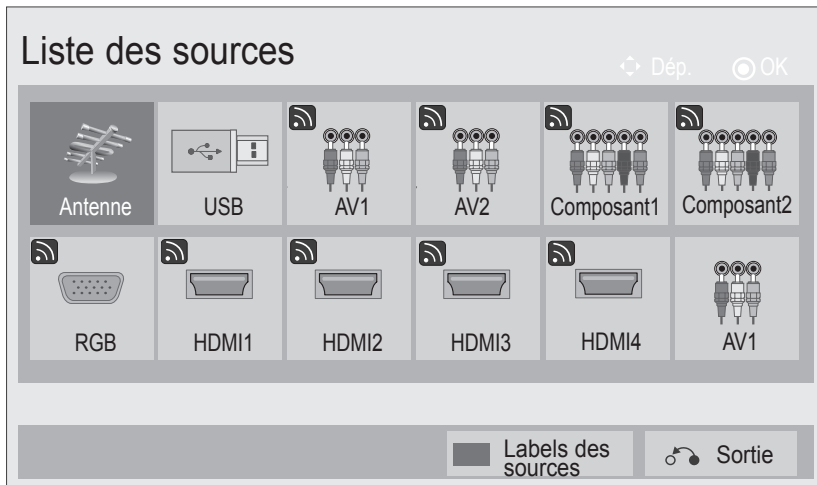 Liste des sources
Dép. OK
Antenne USB AV1 AV2 Composant1 Composant2
RGB HDMI1 HDMI2 HDMI3 HDMI4 AV1
Labels des sources
Sortie